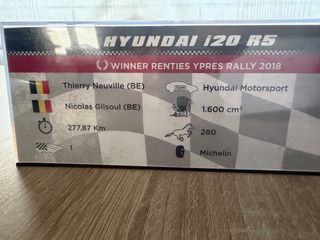 HYUNDAI i20 R5
WINNER RENTIES YPRES RALLY 2018
Thierry Neuville (BE)
Nicolas Gilsoul (BE)
277,87 Km
1
TEAM
Hyundai Motorsport
1.600 cm³
280
Michelin